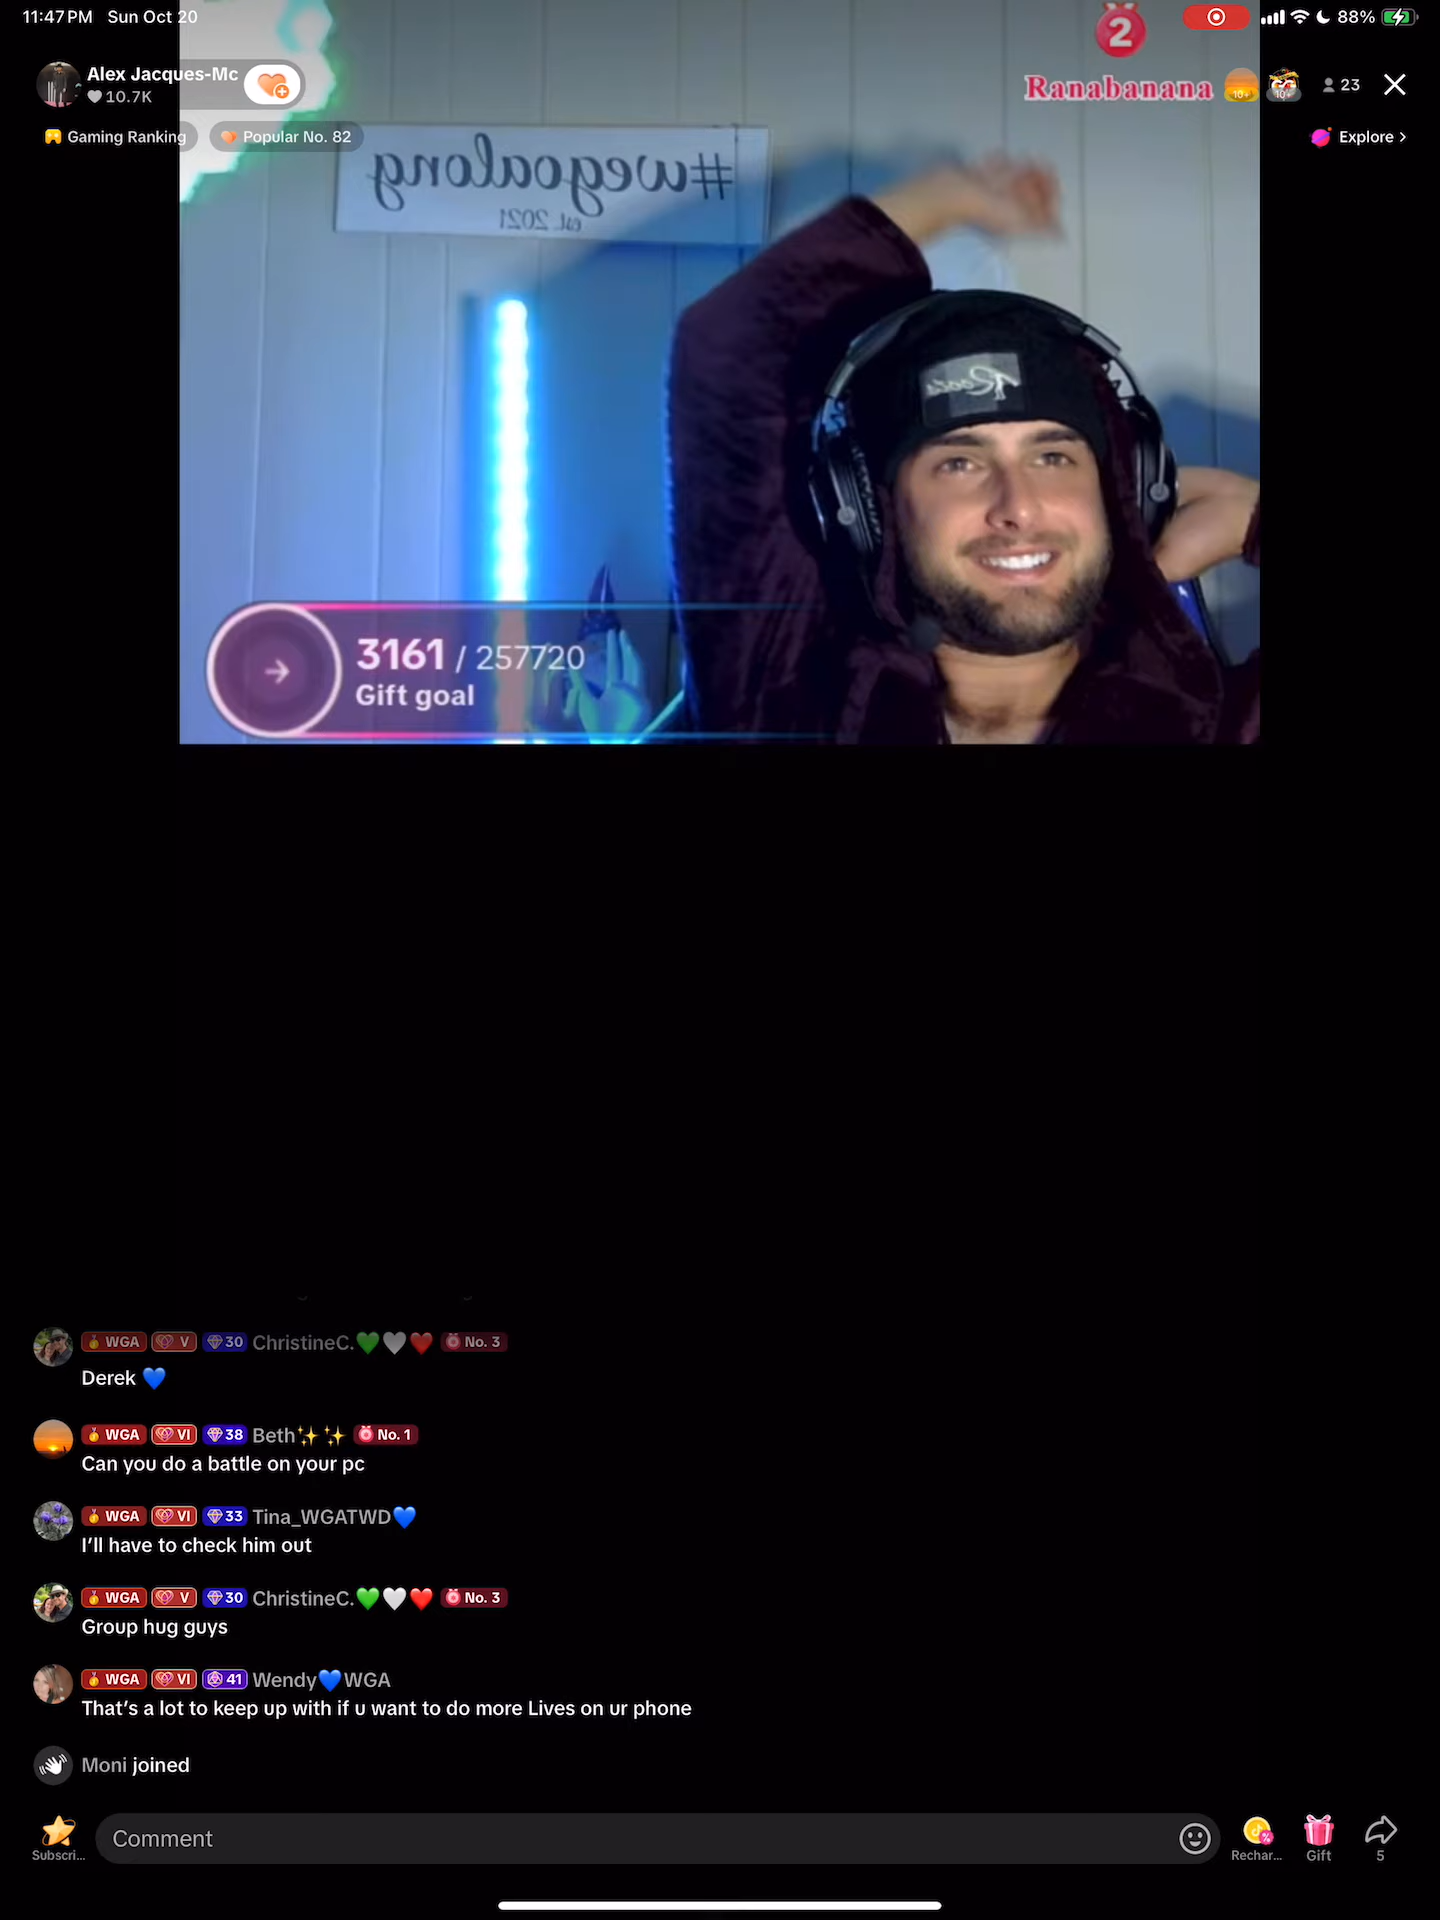 11:47 PM Sun Oct 20
88%
Alex Jacques-Mc
10.7K
2
Ranabanana
10+
10+
23
Gaming Ranking
Popular No. 82
Explore >
#wegoalong
est. 2021
Roots
3161 / 257720
Gift goal
WGA V 30 ChristineC.💚🤍❤️ No. 3
Derek 💙
WGA VI 38 Beth✨✨ No. 1
Can you do a battle on your pc
WGA VI 33 Tina_WGATWD💙
I'll have to check him out
WGA V 30 ChristineC.💚🤍❤️ No. 3
Group hug guys
WGA VI 41 Wendy💙WGA
That's a lot to keep up with if u want to do more Lives on ur phone
Moni joined
Subscri...
Comment
Rechar...
Gift
5